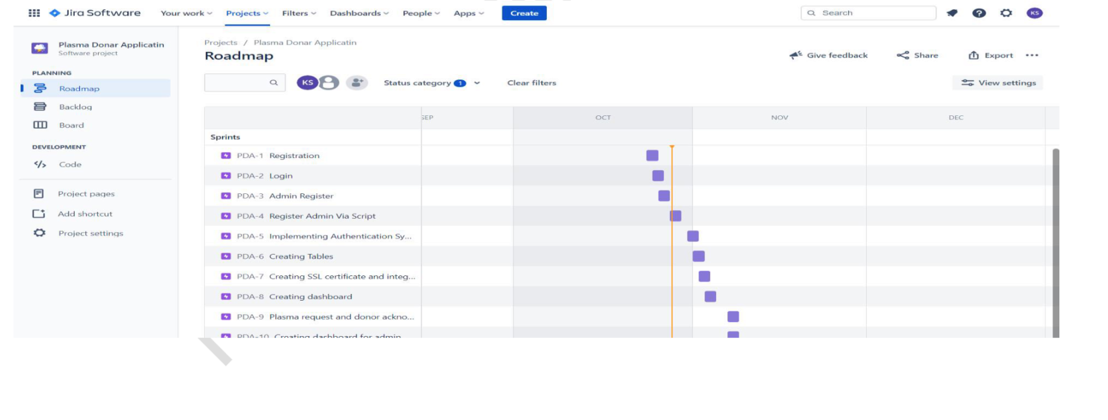 Jira Software Your work Projects Filters Dashboards People Apps Create Search KS
Plasma Donar Applicatin
Software project
PLANNING
Roadmap
Backlog
Board
DEVELOPMENT
Code
Project pages
Add shortcut
Project settings
Projects / Plasma Donar Applicatin
Roadmap
Give feedback Share Export
KS Status category 1 Clear filters View settings
SEP OCT NOV DEC
Sprints
PDA-1 Registration
PDA-2 Login
PDA-3 Admin Register
PDA-4 Register Admin Via Script
PDA-5 Implementing Authentication Sy...
PDA-6 Creating Tables
PDA-7 Creating SSL certificate and integ...
PDA-8 Creating dashboard
PDA-9 Plasma request and donor ackno...
PDA-10 Creating dashboard for admin